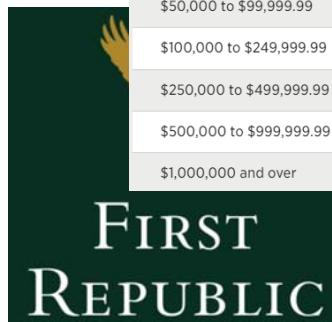 $50,000 to $99,999.99
$100,000 to $249,999.99
$250,000 to $499,999.99
$500,000 to $999,999.99
$1,000,000 and over
FIRST
REPUBLIC